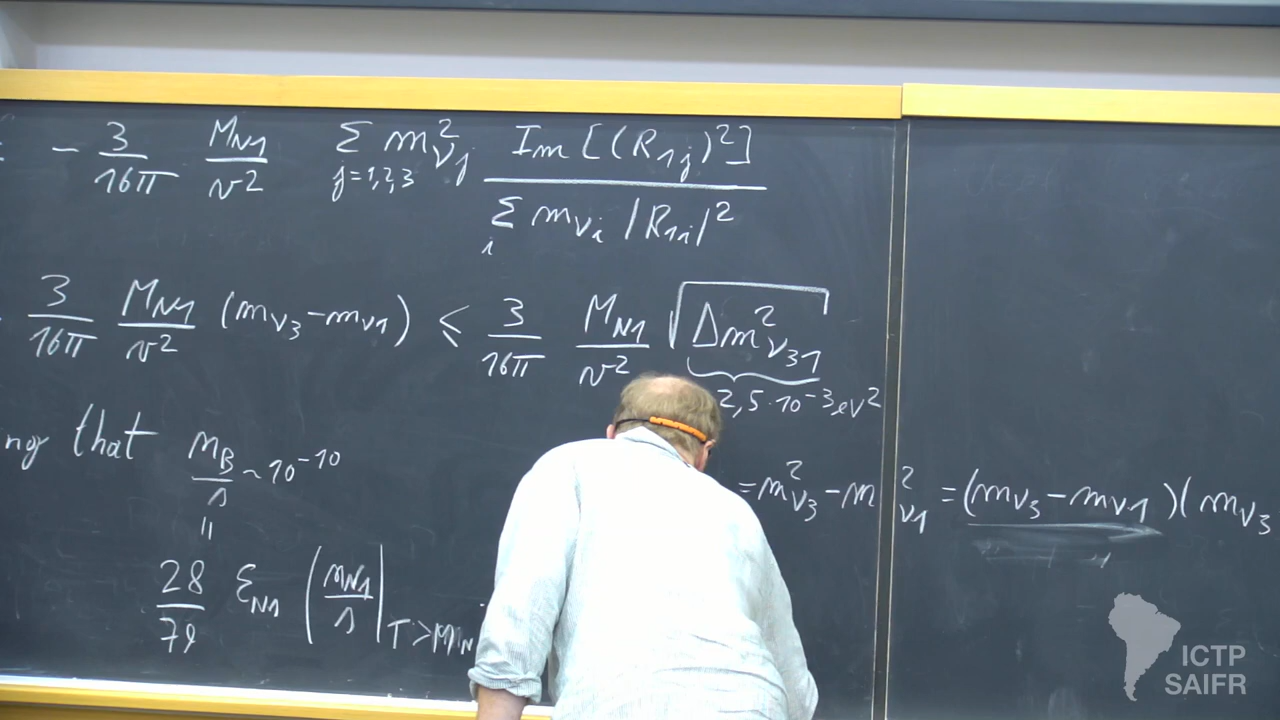 = - 3/16π M_N1/v² Σ_{j=1,2,3} m²_νj Im[(R_1j)²] / Σ_i m_νi |R_1i|²
3/16π M_N1/v² (m_ν3 - m_ν1) ≤ 3/16π M_N1/v² √Δm²_ν31
2,5·10⁻³ eV²
ng that n_B/s ~ 10⁻¹⁰
= m²_ν3 - m²_ν1 = (m_ν3 - m_ν1)(m_ν3
=
28/79 ε_N1 (n_N1/s)|_T>M_N
ICTP
SAIFR